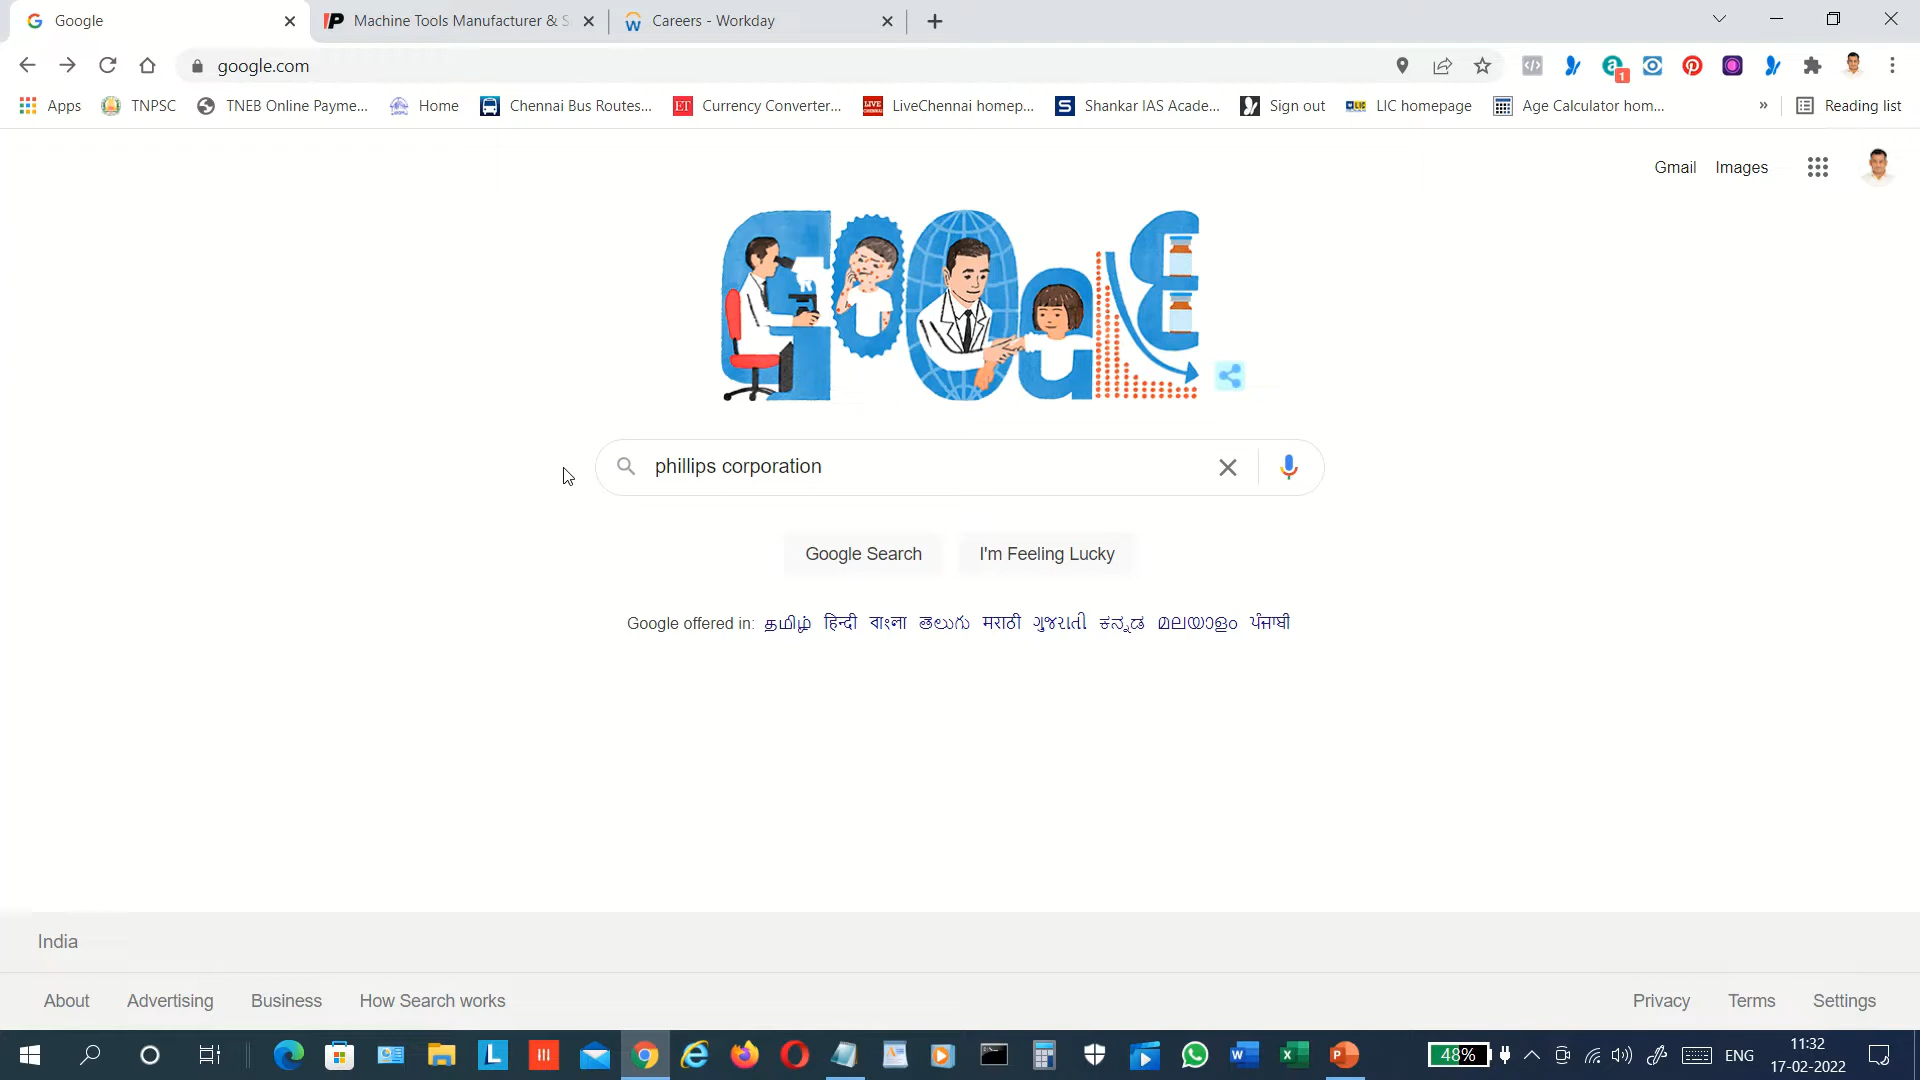 Google
Machine Tools Manufacturer & S
Careers - Workday
google.com
1
Apps
TNPSC
TNEB Online Payme...
Home
Chennai Bus Routes...
ET
Currency Converter...
LIVE
LiveChennai homep...
Shankar IAS Acade...
Sign out
LIC homepage
Age Calculator hom...
»
Reading list
Gmail
Images
phillips corporation
Google Search
I'm Feeling Lucky
Google offered in: தமிழ் हिन्दी বাংলা తెలుగు मराठी ગુજરાતી ಕನ್ನಡ മലയാളം ਪੰਜਾਬੀ
India
About
Advertising
Business
How Search works
Privacy
Terms
Settings
48%
ENG
11:32
17-02-2022